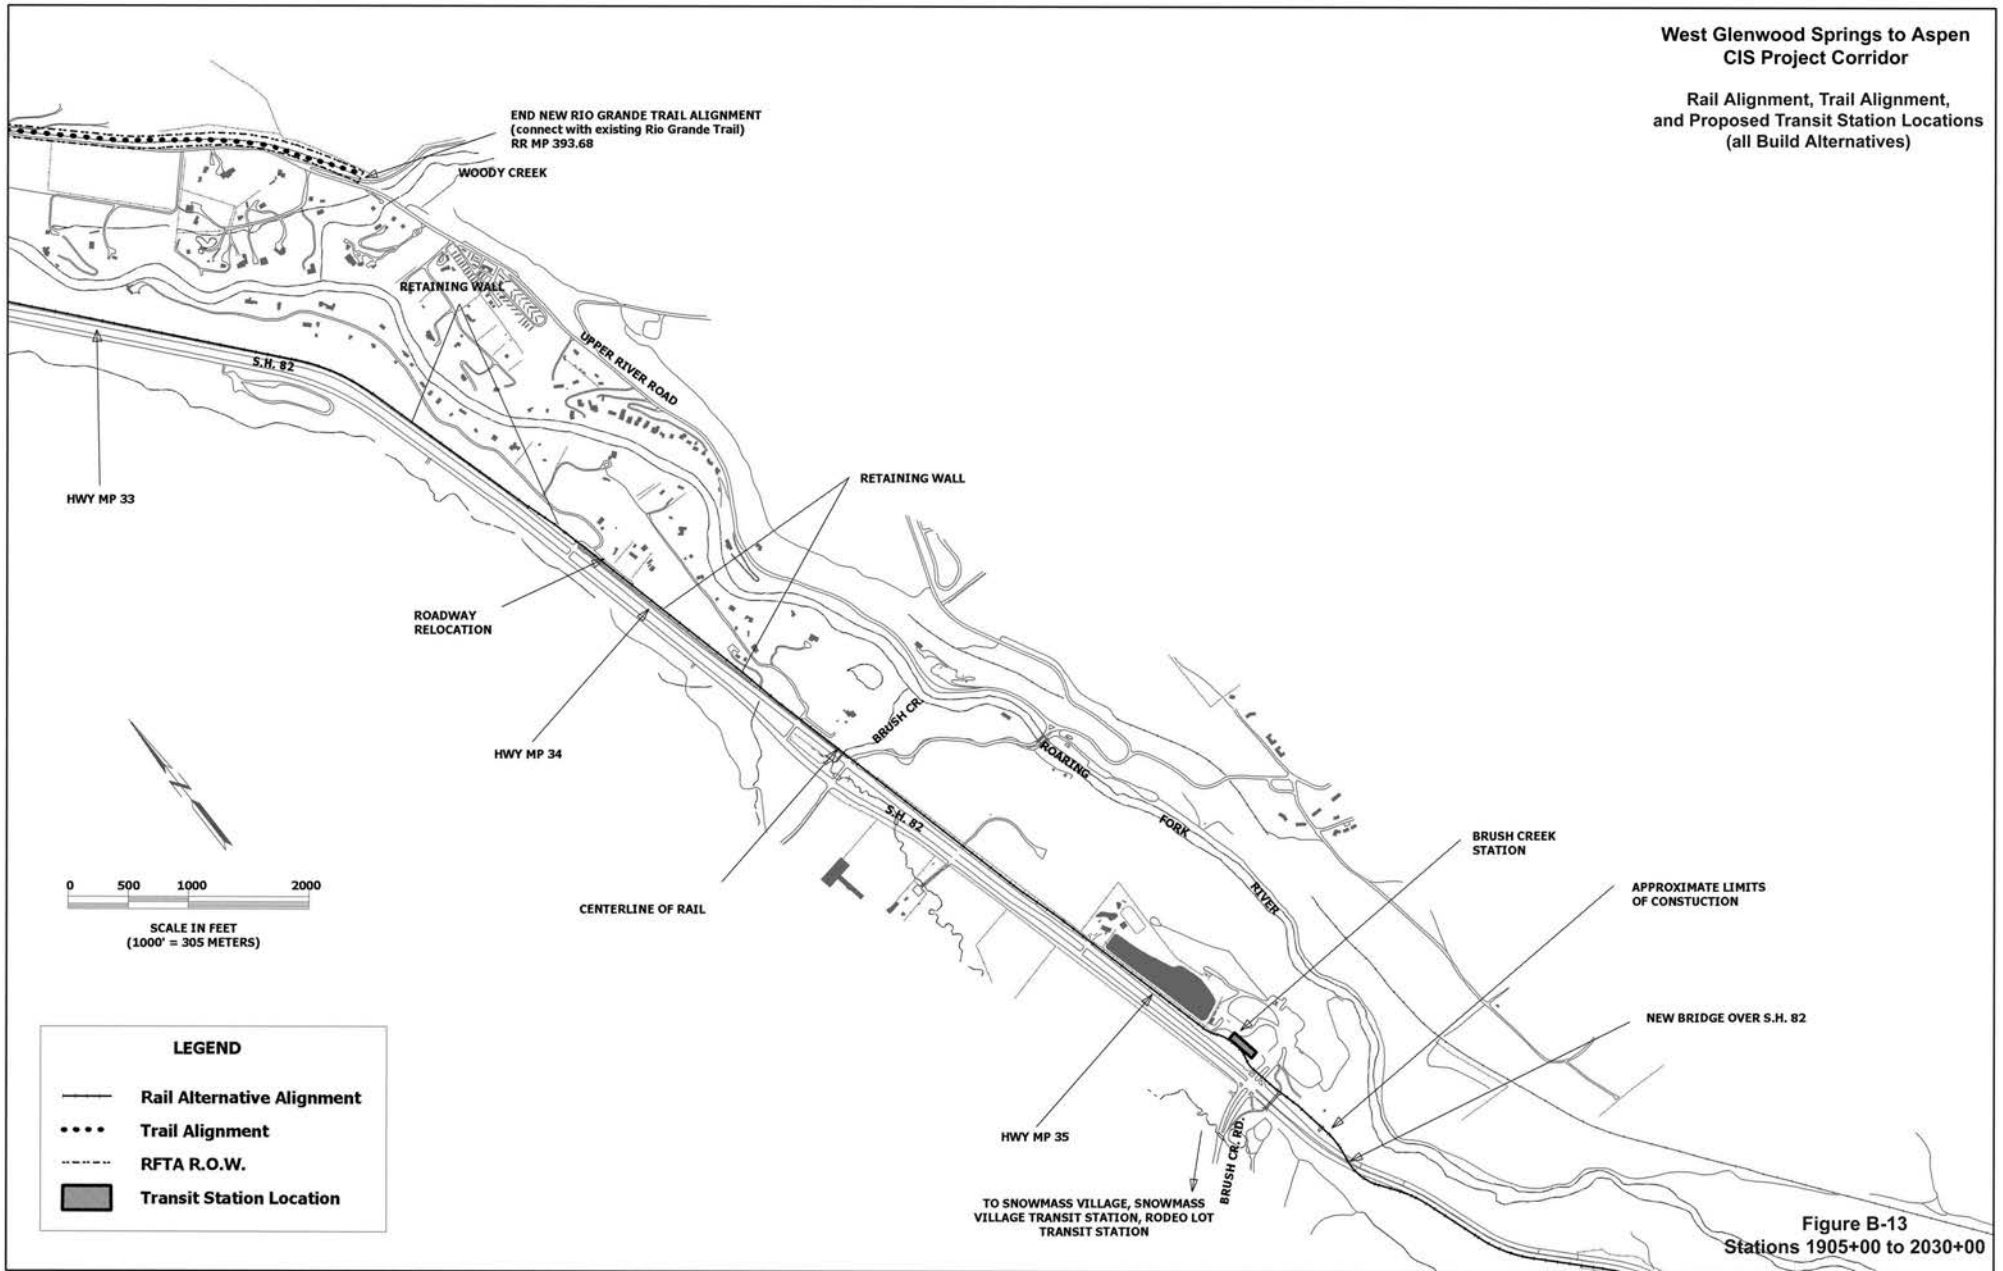 West Glenwood Springs to Aspen
CIS Project Corridor
Rail Alignment, Trail Alignment,
and Proposed Transit Station Locations
(all Build Alternatives)
END NEW RIO GRANDE TRAIL ALIGNMENT
(connect with existing Rio Grande Trail)
RR MP 393.68
WOODY CREEK
RETAINING WALL
UPPER RIVER ROAD
S.H. 82
HWY MP 33
RETAINING WALL
ROADWAY
RELOCATION
HWY MP 34
BRUSH CR.
ROARING
FORK
RIVER
S.H. 82
CENTERLINE OF RAIL
BRUSH CREEK
STATION
APPROXIMATE LIMITS
OF CONSTUCTION
NEW BRIDGE OVER S.H. 82
HWY MP 35
BRUSH CR. RD.
TO SNOWMASS VILLAGE, SNOWMASS
VILLAGE TRANSIT STATION, RODEO LOT
TRANSIT STATION
N
0 500 1000 2000
SCALE IN FEET
(1000' = 305 METERS)
LEGEND
Rail Alternative Alignment
Trail Alignment
RFTA R.O.W.
Transit Station Location
Figure B-13
Stations 1905+00 to 2030+00